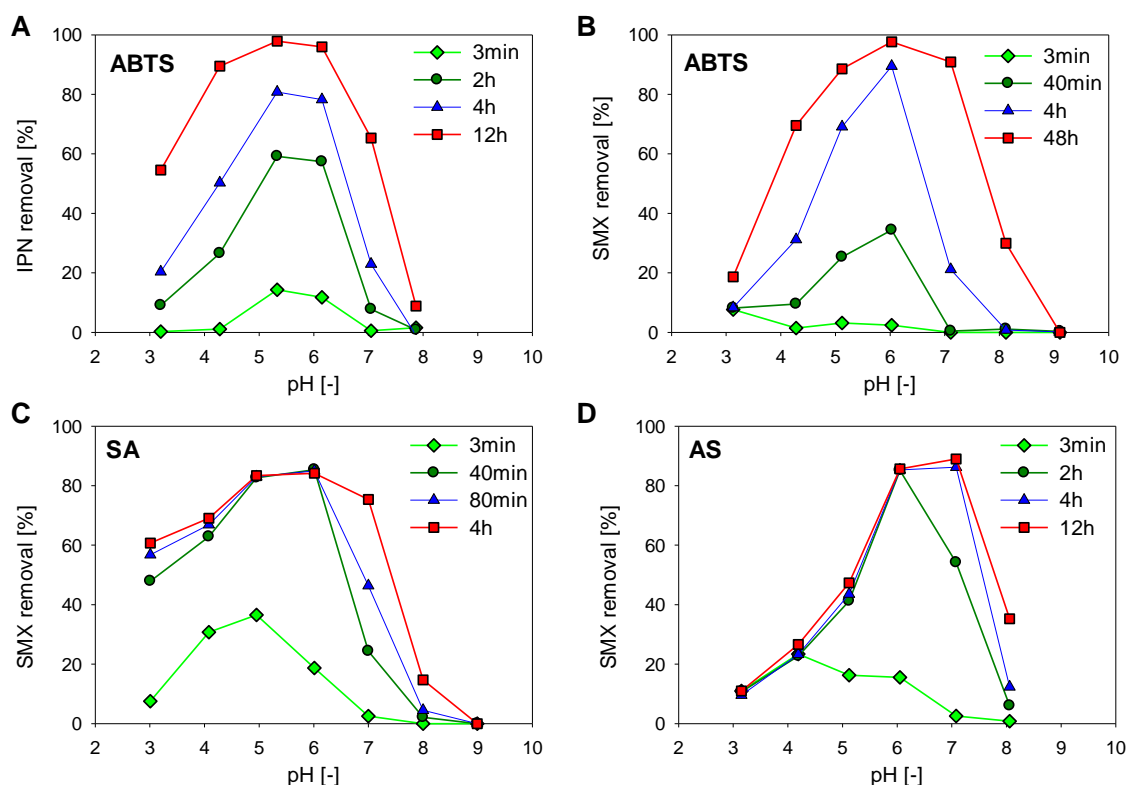 A
ABTS
IPN removal [%]
100
80
60
40
20
0
2 3 4 5 6 7 8 9 10
pH [-]
3min
2h
4h
12h
B
ABTS
SMX removal [%]
100
80
60
40
20
0
2 3 4 5 6 7 8 9 10
pH [-]
3min
40min
4h
48h
C
SA
SMX removal [%]
100
80
60
40
20
0
2 3 4 5 6 7 8 9 10
pH [-]
3min
40min
80min
4h
D
AS
SMX removal [%]
100
80
60
40
20
0
2 3 4 5 6 7 8 9 10
pH [-]
3min
2h
4h
12h